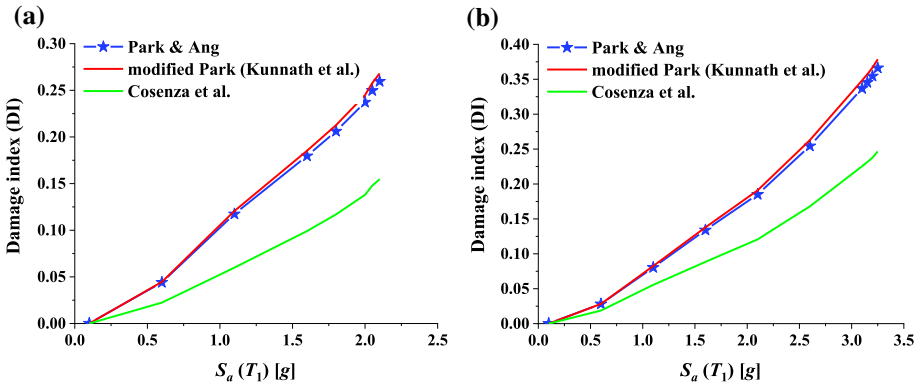 (a)
Park & Ang
modified Park (Kunnath et al.)
Cosenza et al.
Damage index (DI)
0.30
0.25
0.20
0.15
0.10
0.05
0.00
0.0 0.5 1.0 1.5 2.0 2.5
Sa (T1) [g]
(b)
Park & Ang
modified Park (Kunnath et al.)
Cosenza et al.
Damage index (DI)
0.40
0.35
0.30
0.25
0.20
0.15
0.10
0.05
0.00
0.0 0.5 1.0 1.5 2.0 2.5 3.0 3.5
Sa (T1) [g]